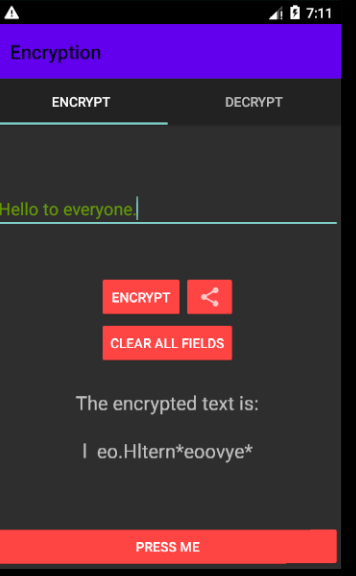 7:11
Encryption
ENCRYPT DECRYPT
Hello to everyone.
ENCRYPT
CLEAR ALL FIELDS
The encrypted text is:
l eo.Hltern*eoovye*
PRESS ME